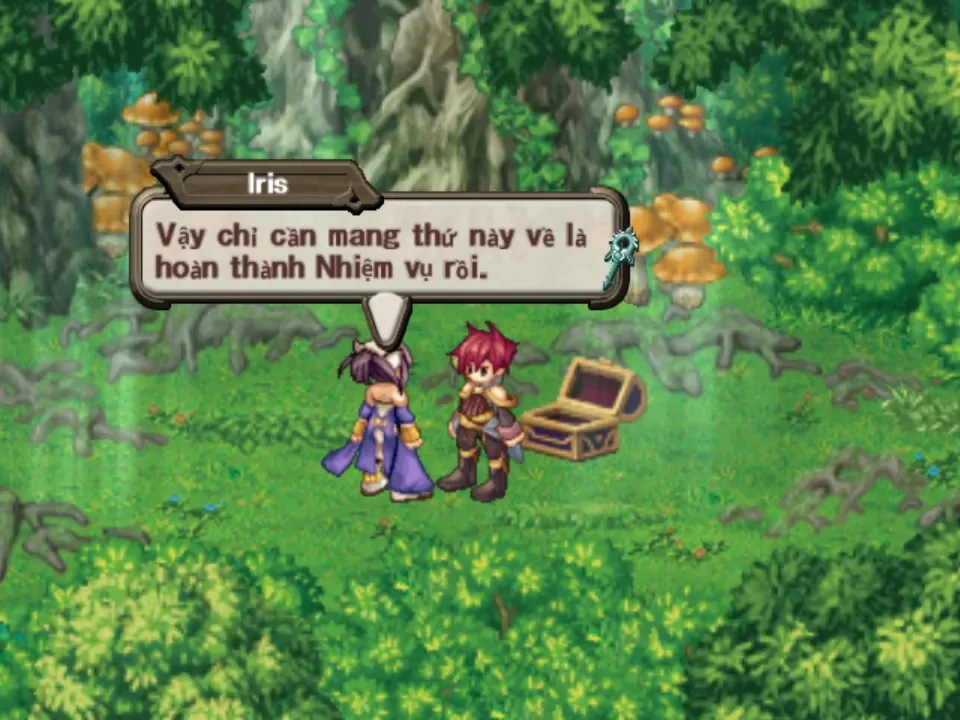 Iris
Vậy chỉ cần mang thứ này về là
hoàn thành Nhiệm vụ rồi.